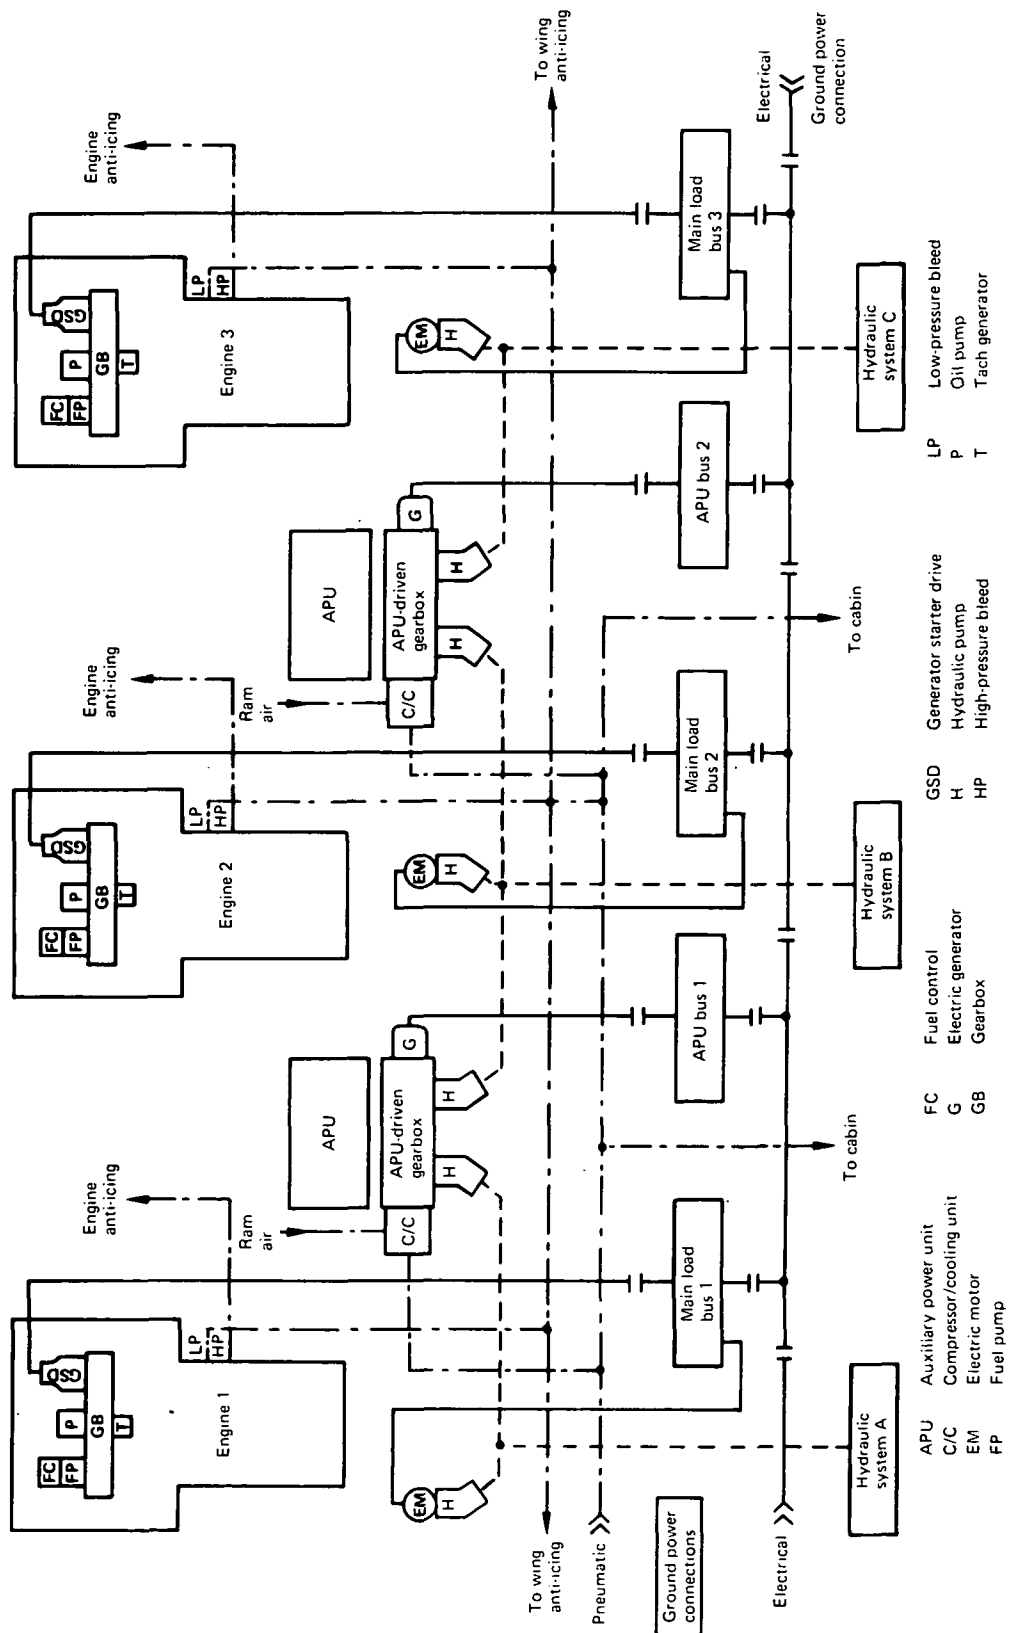 Engine
anti-icing
Engine
anti-icing
Engine
anti-icing
FC
FP
P
GSD
GB
T
LP
HP
Engine 1
FC
FP
P
GSD
GB
T
LP
HP
Engine 2
FC
FP
P
GSD
GB
T
LP
HP
Engine 3
Ram
air
APU
C/C
APU-driven
gearbox
G
H
H
Ram
air
APU
C/C
APU-driven
gearbox
G
H
H
EM
H
EM
H
EM
H
To wing
anti-icing
To wing
anti-icing
Pneumatic
Ground power
connections
Main load
bus 1
APU bus 1
Main load
bus 2
APU bus 2
Main load
bus 3
Electrical
Electrical
Ground power
connection
To cabin
To cabin
Hydraulic
system A
Hydraulic
system B
Hydraulic
system C
APU Auxiliary power unit
C/C Compressor/cooling unit
EM Electric motor
FP Fuel pump
FC Fuel control
G Electric generator
GB Gearbox
GSD Generator starter drive
H Hydraulic pump
HP High-pressure bleed
LP Low-pressure bleed
P Oil pump
T Tach generator